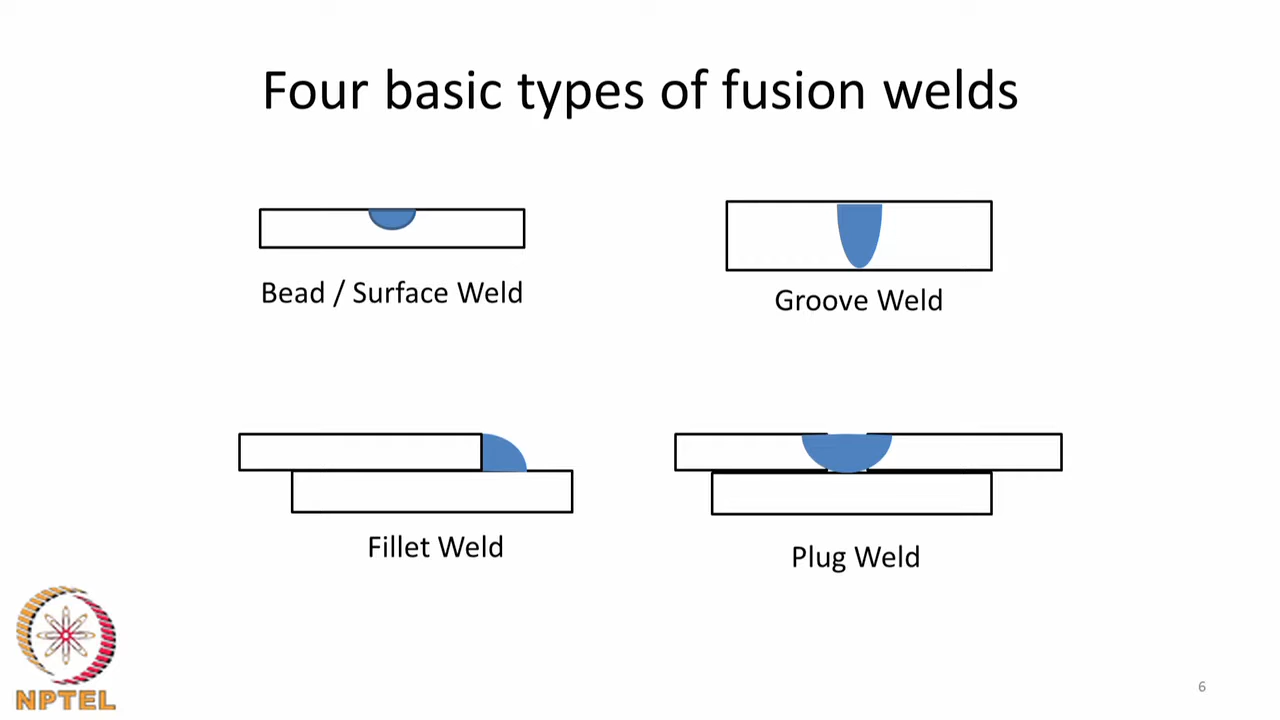 Four basic types of fusion welds
Bead / Surface Weld
Groove Weld
Fillet Weld
Plug Weld
NPTEL
6